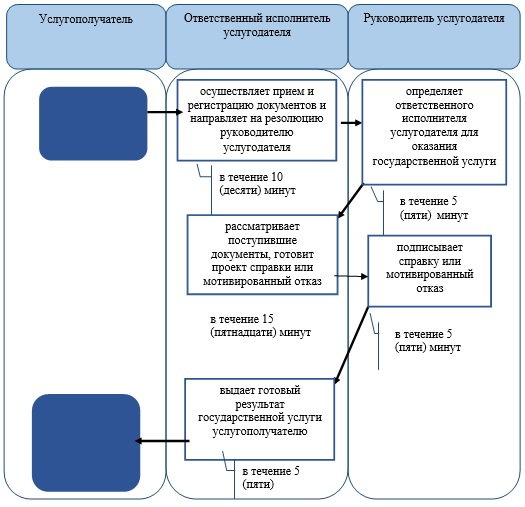 Услугополучатель
Ответственный исполнитель
услугодателя
Руководитель услугодателя
осуществляет прием и
регистрацию документов и
направляет на резолюцию
руководителю
услугодателя
определяет
ответственного
исполнителя
услугодателя для
оказания
государственной услуги
в течение 10
(десяти) минут
в течение 5
(пяти) минут
рассматривает
поступившие
документы, готовит
проект справки или
мотивированный отказ
подписывает
справку или
мотивированный
отказ
в течение 15
(пятнадцати) минут
в течение 5
(пяти) минут
выдает готовый
результат
государственной услуги
услугополучателю
в течение 5
(пяти)